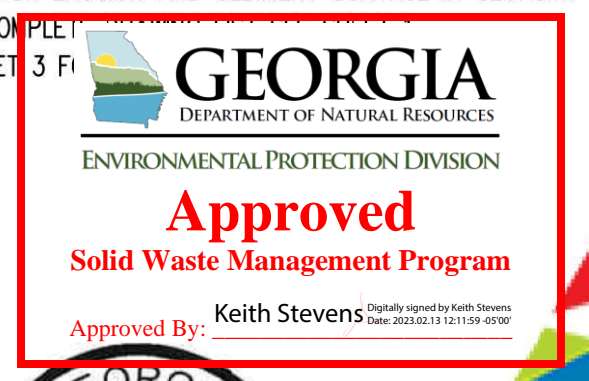 GEORGIA
DEPARTMENT OF NATURAL RESOURCES
ENVIRONMENTAL PROTECTION DIVISION
Approved
Solid Waste Management Program
Approved By: Keith Stevens
Digitally signed by Keith Stevens
Date: 2023.02.13 12:11:59 -05'00'